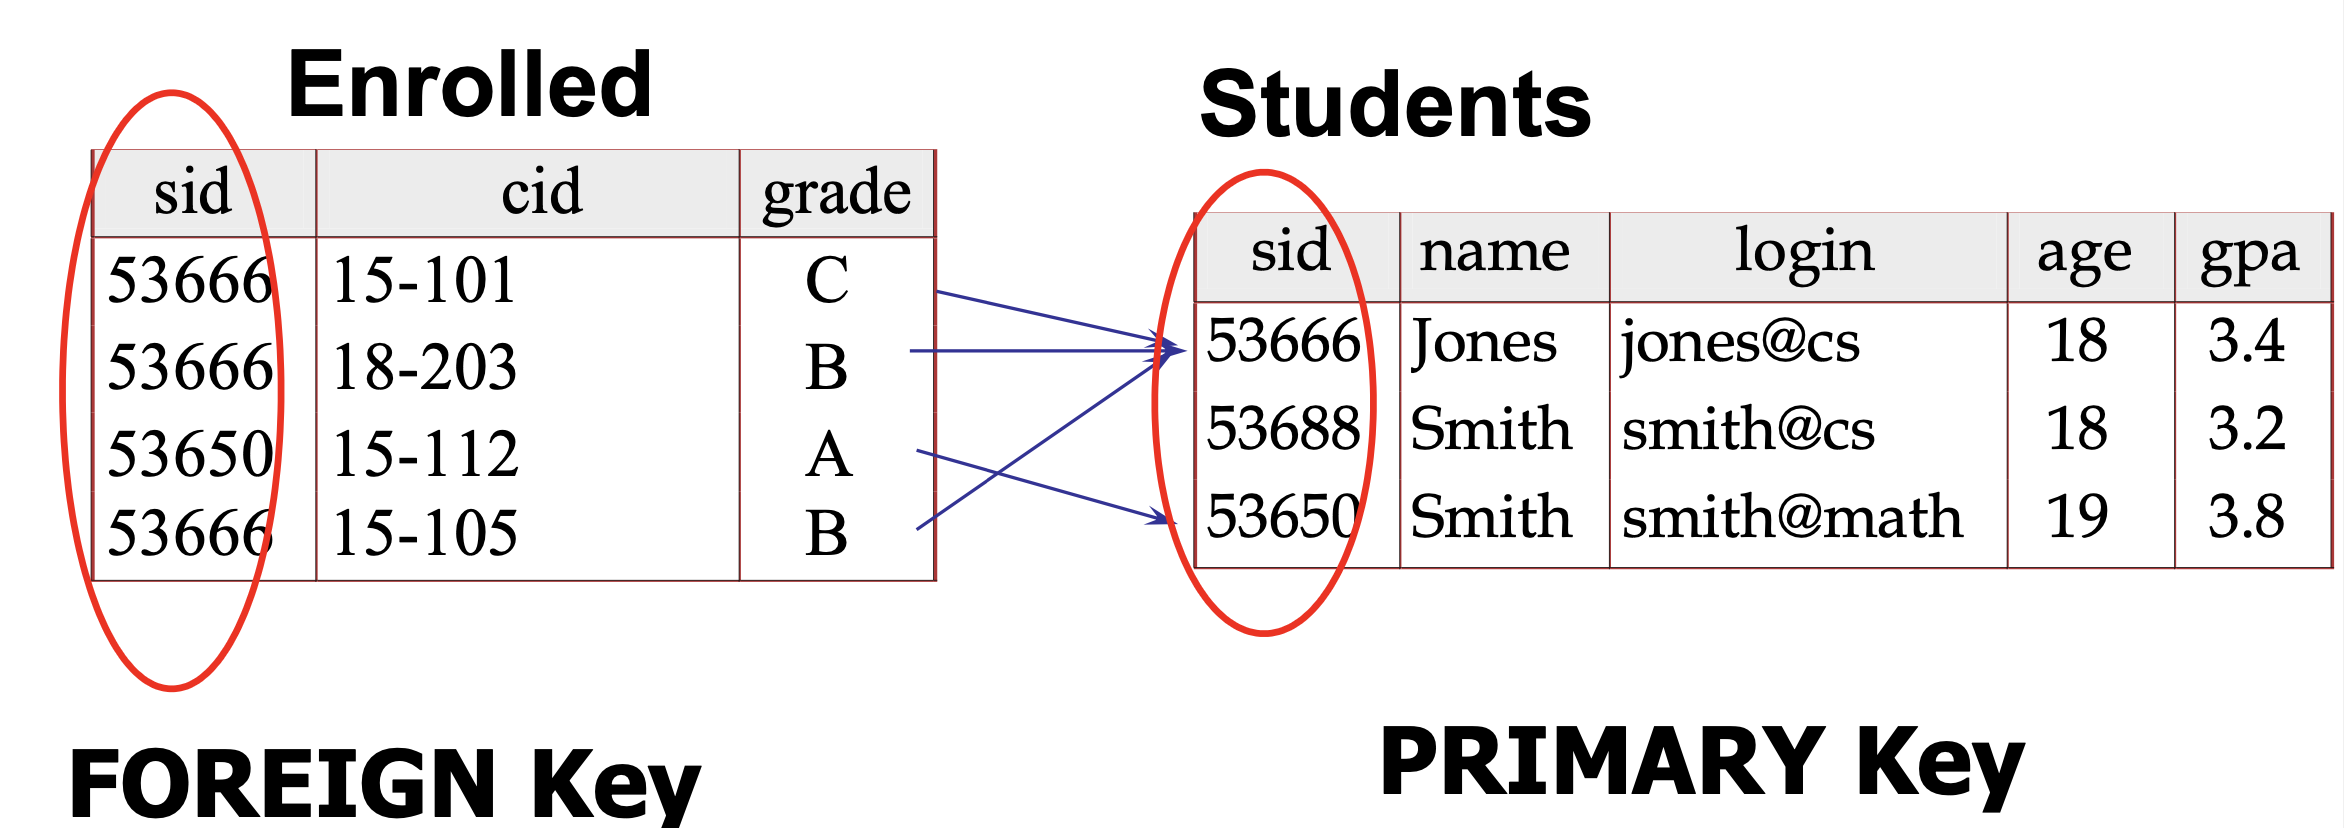 Enrolled
sid cid grade
53666 15-101 C
53666 18-203 B
53650 15-112 A
53666 15-105 B
FOREIGN Key
Students
sid name login age gpa
53666 Jones jones@cs 18 3.4
53688 Smith smith@cs 18 3.2
53650 Smith smith@math 19 3.8
PRIMARY Key